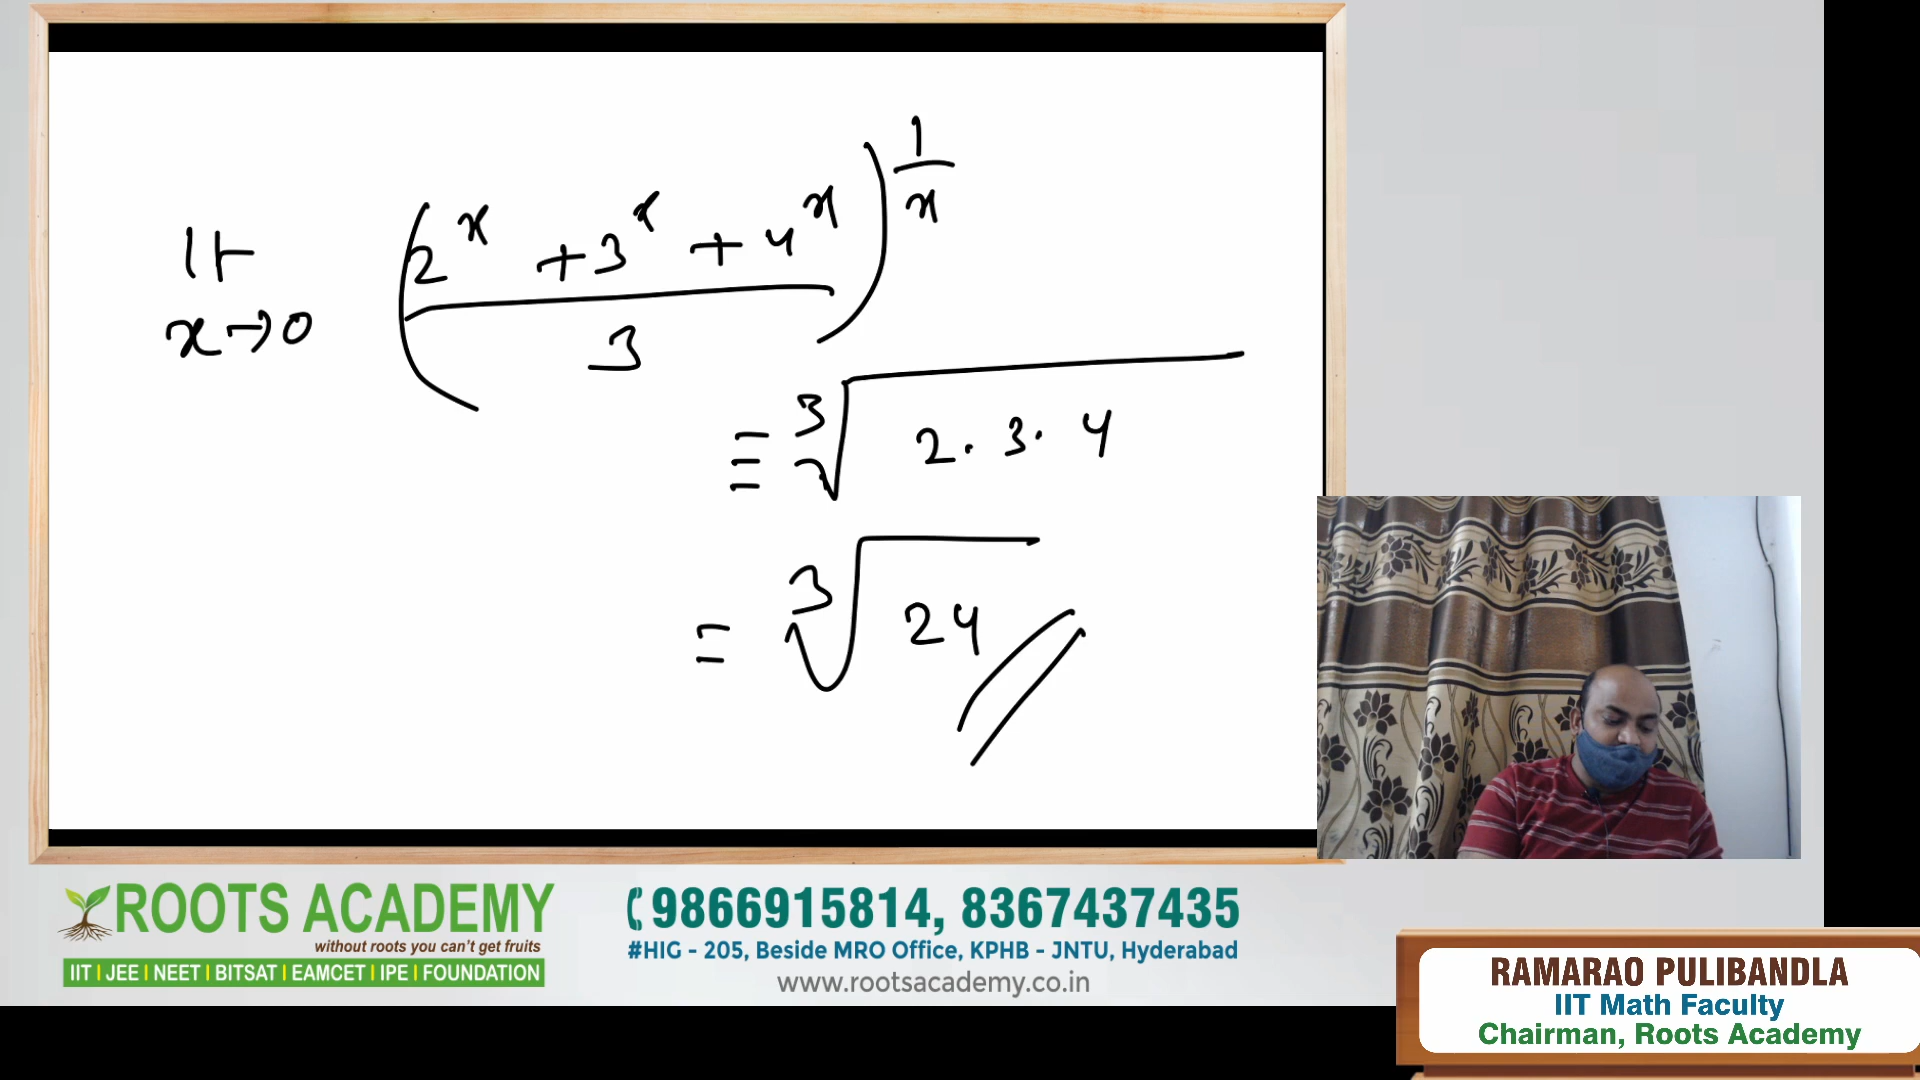 lt x→0 (2^x + 3^x + 4^x / 3)^(1/x)
≡ ∛(2·3·4)
= ∛24
ROOTS ACADEMY
without roots you can't get fruits
IIT | JEE | NEET | BITSAT | EAMCET | IPE | FOUNDATION
9866915814, 8367437435
#HIG - 205, Beside MRO Office, KPHB - JNTU, Hyderabad
www.rootsacademy.co.in
RAMARAO PULIBANDLA
IIT Math Faculty
Chairman, Roots Academy